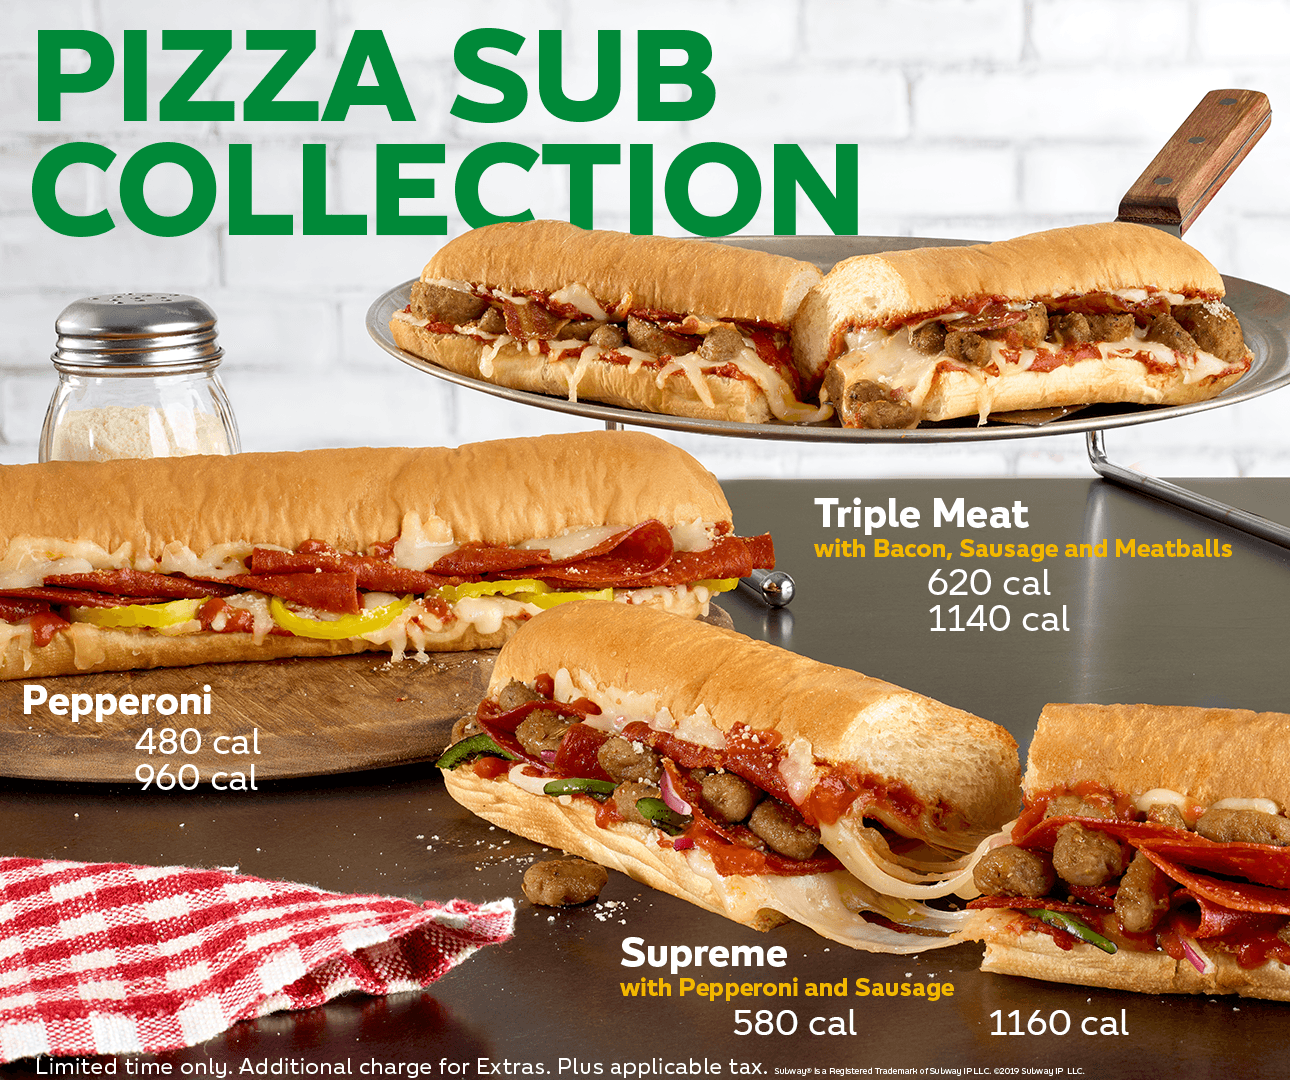 PIZZA SUB
COLLECTION
Triple Meat
with Bacon, Sausage and Meatballs
620 cal
1140 cal
Pepperoni
480 cal
960 cal
Supreme
with Pepperoni and Sausage
580 cal 1160 cal
Limited time only. Additional charge for Extras. Plus applicable tax. Subway® Is a Registered Trademark of Subway IP LLC. ©2019 Subway IP LLC.